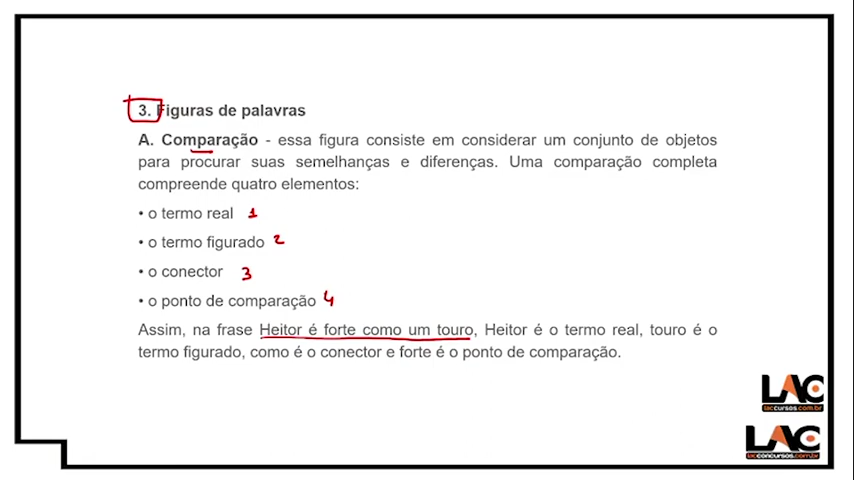 3. Figuras de palavras
A. Comparação - essa figura consiste em considerar um conjunto de objetos
para procurar suas semelhanças e diferenças. Uma comparação completa
compreende quatro elementos:
• o termo real 1
• o termo figurado 2
• o conector 3
• o ponto de comparação 4
Assim, na frase Heitor é forte como um touro, Heitor é o termo real, touro é o
termo figurado, como é o conector e forte é o ponto de comparação.
LAC
laccursos.com.br
LAC
lacconcursos.com.br